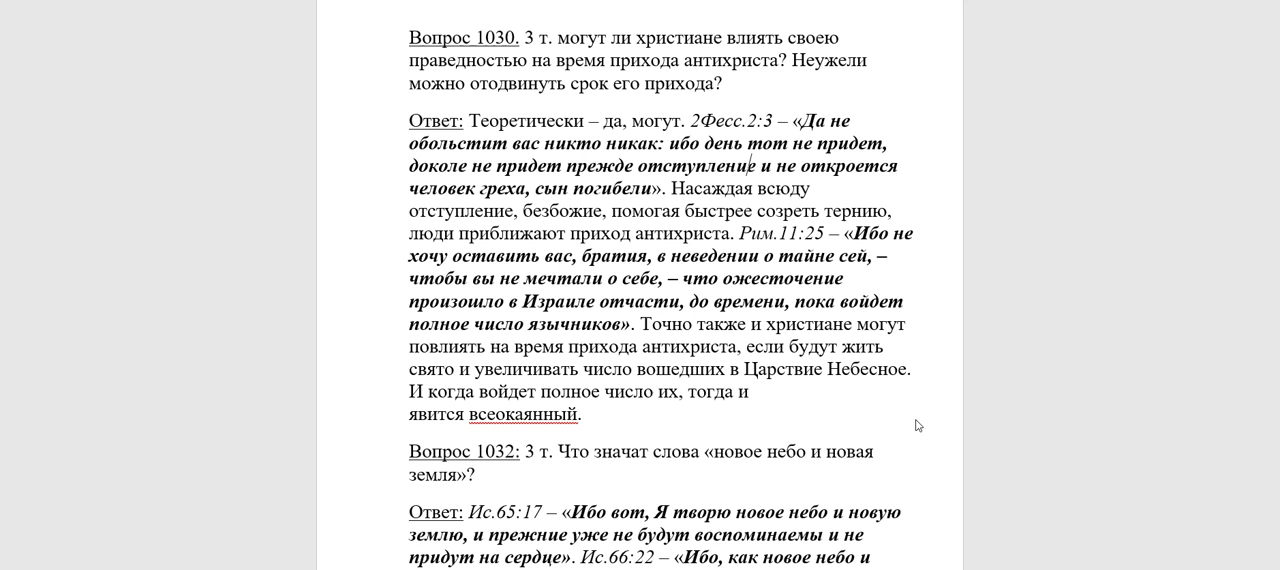 Вопрос 1030. 3 т. могут ли христиане влиять своею
праведностью на время прихода антихриста? Неужели
можно отодвинуть срок его прихода?
Ответ: Теоретически – да, могут. 2Фесс.2:3 – «Да не
обольстит вас никто никак: ибо день тот не придет,
доколе не придет прежде отступление и не откроется
человек греха, сын погибели». Насаждая всюду
отступление, безбожие, помогая быстрее созреть тернию,
люди приближают приход антихриста. Рим.11:25 – «Ибо не
хочу оставить вас, братия, в неведении о тайне сей, –
чтобы вы не мечтали о себе, – что ожесточение
произошло в Израиле отчасти, до времени, пока войдет
полное число язычников». Точно также и христиане могут
повлиять на время прихода антихриста, если будут жить
свято и увеличивать число вошедших в Царствие Небесное.
И когда войдет полное число их, тогда и
явится всеокаянный.
Вопрос 1032: 3 т. Что значат слова «новое небо и новая
земля»?
Ответ: Ис.65:17 – «Ибо вот, Я творю новое небо и новую
землю, и прежние уже не будут воспоминаемы и не
придут на сердце». Ис.66:22 – «Ибо, как новое небо и